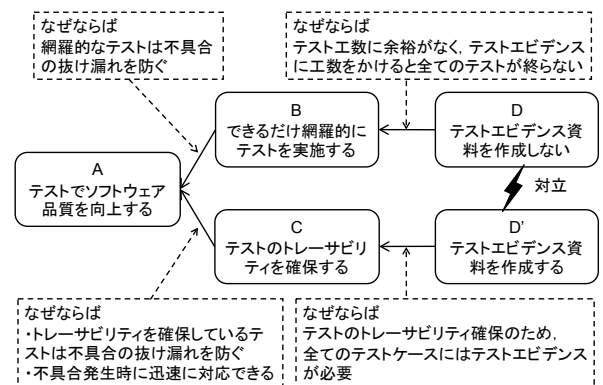 なぜならば
網羅的なテストは不具合
の抜け漏れを防ぐ
なぜならば
テスト工数に余裕がなく，テストエビデンス
に工数をかけると全てのテストが終らない
B
できるだけ網羅的に
テストを実施する
D
テストエビデンス資
料を作成しない
A
テストでソフトウェア
品質を向上する
対立
C
テストのトレーサビリ
ティを確保する
D'
テストエビデンス資
料を作成する
なぜならば
・トレーサビリティを確保しているテ
ストは不具合の抜け漏れを防ぐ
・不具合発生時に迅速に対応できる
なぜならば
テストのトレーサビリティ確保のため，
全てのテストケースにはテストエビデンス
が必要